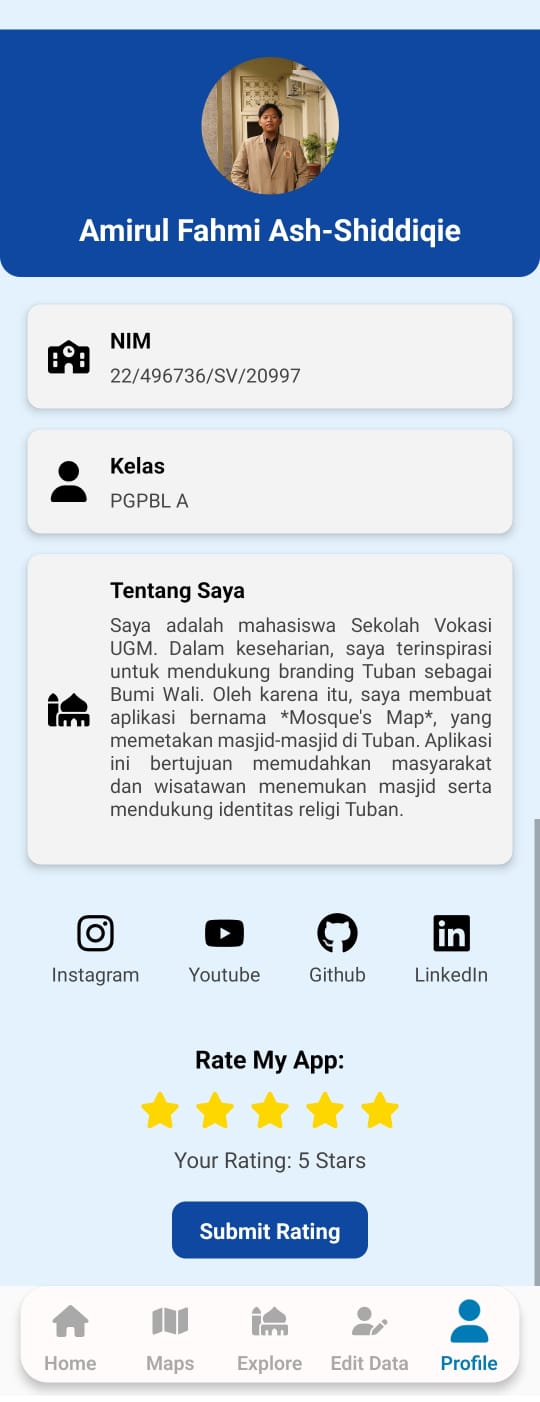 Amirul Fahmi Ash-Shiddiqie
NIM
22/496736/SV/20997
Kelas
PGPBL A
Tentang Saya
Saya adalah mahasiswa Sekolah Vokasi
UGM. Dalam keseharian, saya terinspirasi
untuk mendukung branding Tuban sebagai
Bumi Wali. Oleh karena itu, saya membuat
aplikasi bernama *Mosque's Map*, yang
memetakan masjid-masjid di Tuban. Aplikasi
ini bertujuan memudahkan masyarakat
dan wisatawan menemukan masjid serta
mendukung identitas religi Tuban.
Instagram Youtube Github LinkedIn
Rate My App:
Your Rating: 5 Stars
Submit Rating
Home Maps Explore Edit Data Profile